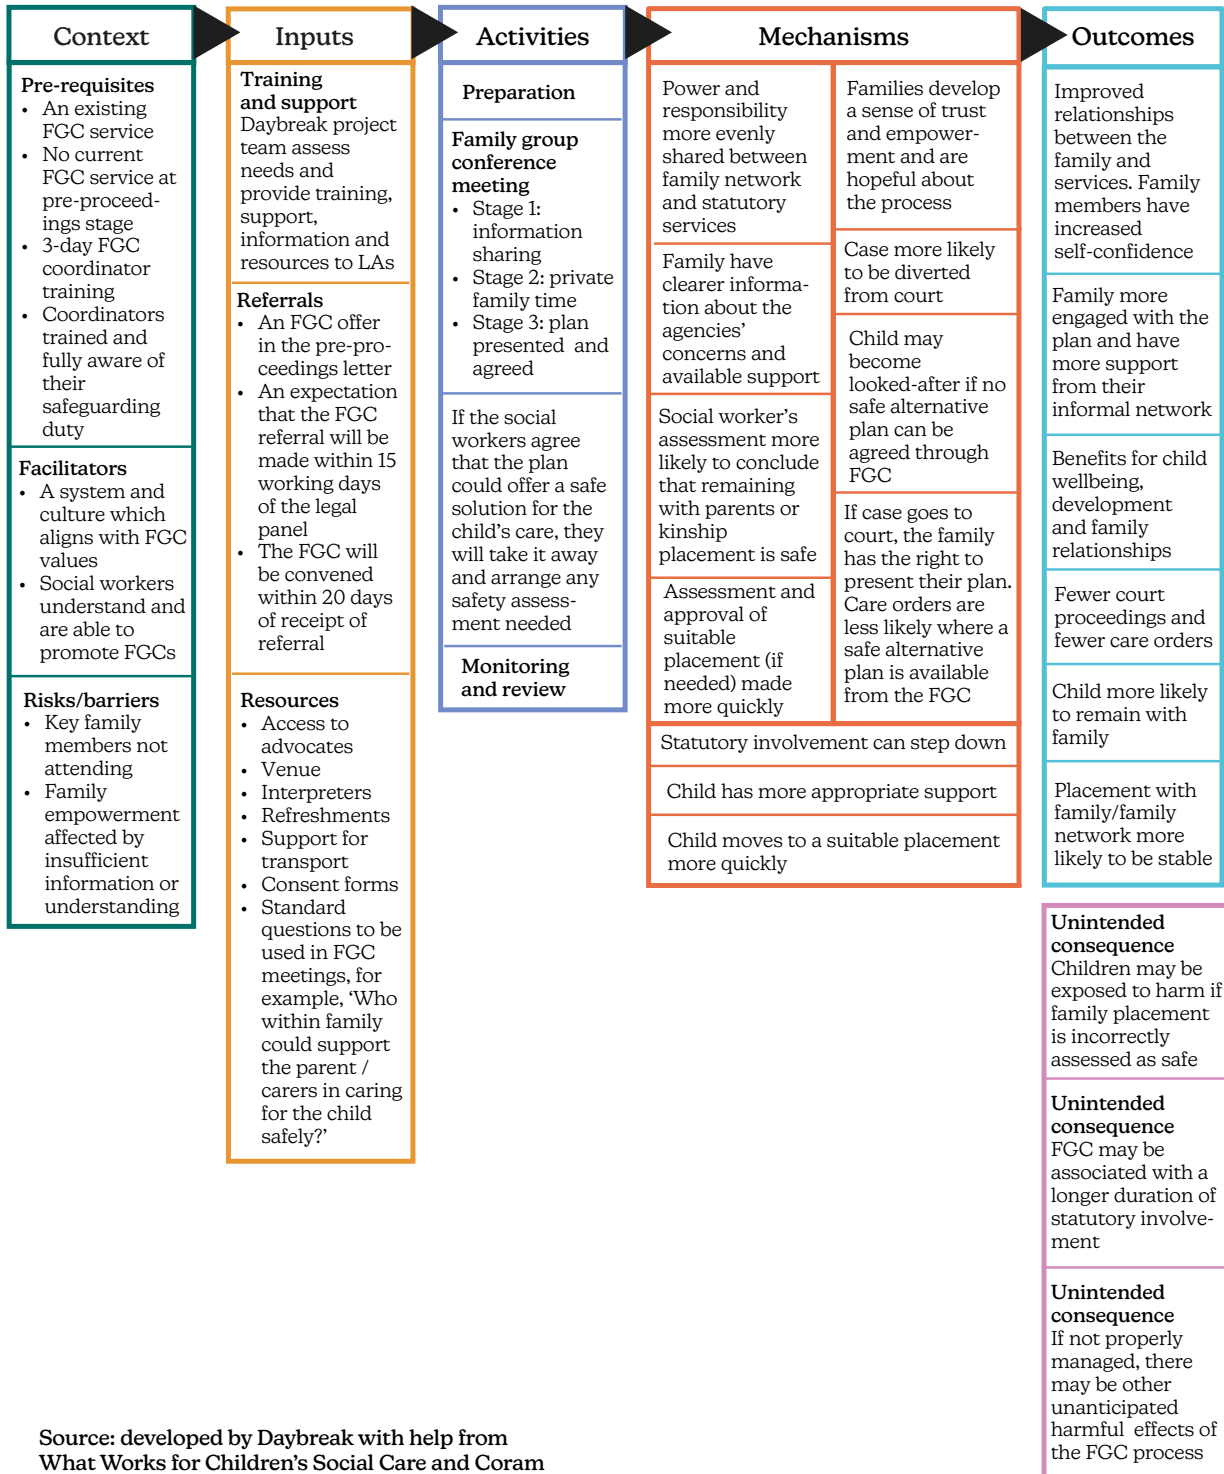 Context
Pre-requisites
• An existing
FGC service
• No current
FGC service at
pre-proceed-
ings stage
• 3-day FGC
coordinator
training
• Coordinators
trained and
fully aware of
their
safeguarding
duty
Facilitators
• A system and
culture which
aligns with FGC
values
• Social workers
understand and
are able to
promote FGCs
Risks/barriers
• Key family
members not
attending
• Family
empowerment
affected by
insufficient
information or
understanding
Inputs
Training
and support
Daybreak project
team assess
needs and
provide training,
support,
information and
resources to LAs
Referrals
• An FGC offer
in the pre-pro-
ceedings letter
• An expectation
that the FGC
referral will be
made within 15
working days
of the legal
panel
• The FGC will
be convened
within 20 days
of receipt of
referral
Resources
• Access to
advocates
• Venue
• Interpreters
• Refreshments
• Support for
transport
• Consent forms
• Standard
questions to be
used in FGC
meetings, for
example, ‘Who
within family
could support
the parent /
carers in caring
for the child
safely?’
Activities
Preparation
Family group
conference
meeting
• Stage 1:
information
sharing
• Stage 2: private
family time
• Stage 3: plan
presented and
agreed
If the social
workers agree
that the plan
could offer a safe
solution for the
child’s care, they
will take it away
and arrange any
safety assess-
ment needed
Monitoring
and review
Mechanisms
Power and
responsibility
more evenly
shared between
family network
and statutory
services
Family have
clearer informa-
tion about the
agencies’
concerns and
available support
Social worker’s
assessment more
likely to conclude
that remaining
with parents or
kinship
placement is safe
Assessment and
approval of
suitable
placement (if
needed) made
more quickly
Families develop
a sense of trust
and empower-
ment and are
hopeful about
the process
Case more likely
to be diverted
from court
Child may
become
looked-after if no
safe alternative
plan can be
agreed through
FGC
If case goes to
court, the family
has the right to
present their plan.
Care orders are
less likely where a
safe alternative
plan is available
from the FGC
Statutory involvement can step down
Child has more appropriate support
Child moves to a suitable placement
more quickly
Outcomes
Improved
relationships
between the
family and
services. Family
members have
increased
self-confidence
Family more
engaged with the
plan and have
more support
from their
informal network
Benefits for child
wellbeing,
development
and family
relationships
Fewer court
proceedings and
fewer care orders
Child more likely
to remain with
family
Placement with
family/family
network more
likely to be stable
Unintended
consequence
Children may be
exposed to harm if
family placement
is incorrectly
assessed as safe
Unintended
consequence
FGC may be
associated with a
longer duration of
statutory involve-
ment
Unintended
consequence
If not properly
managed, there
may be other
unanticipated
harmful effects of
the FGC process
Source: developed by Daybreak with help from
What Works for Children’s Social Care and Coram